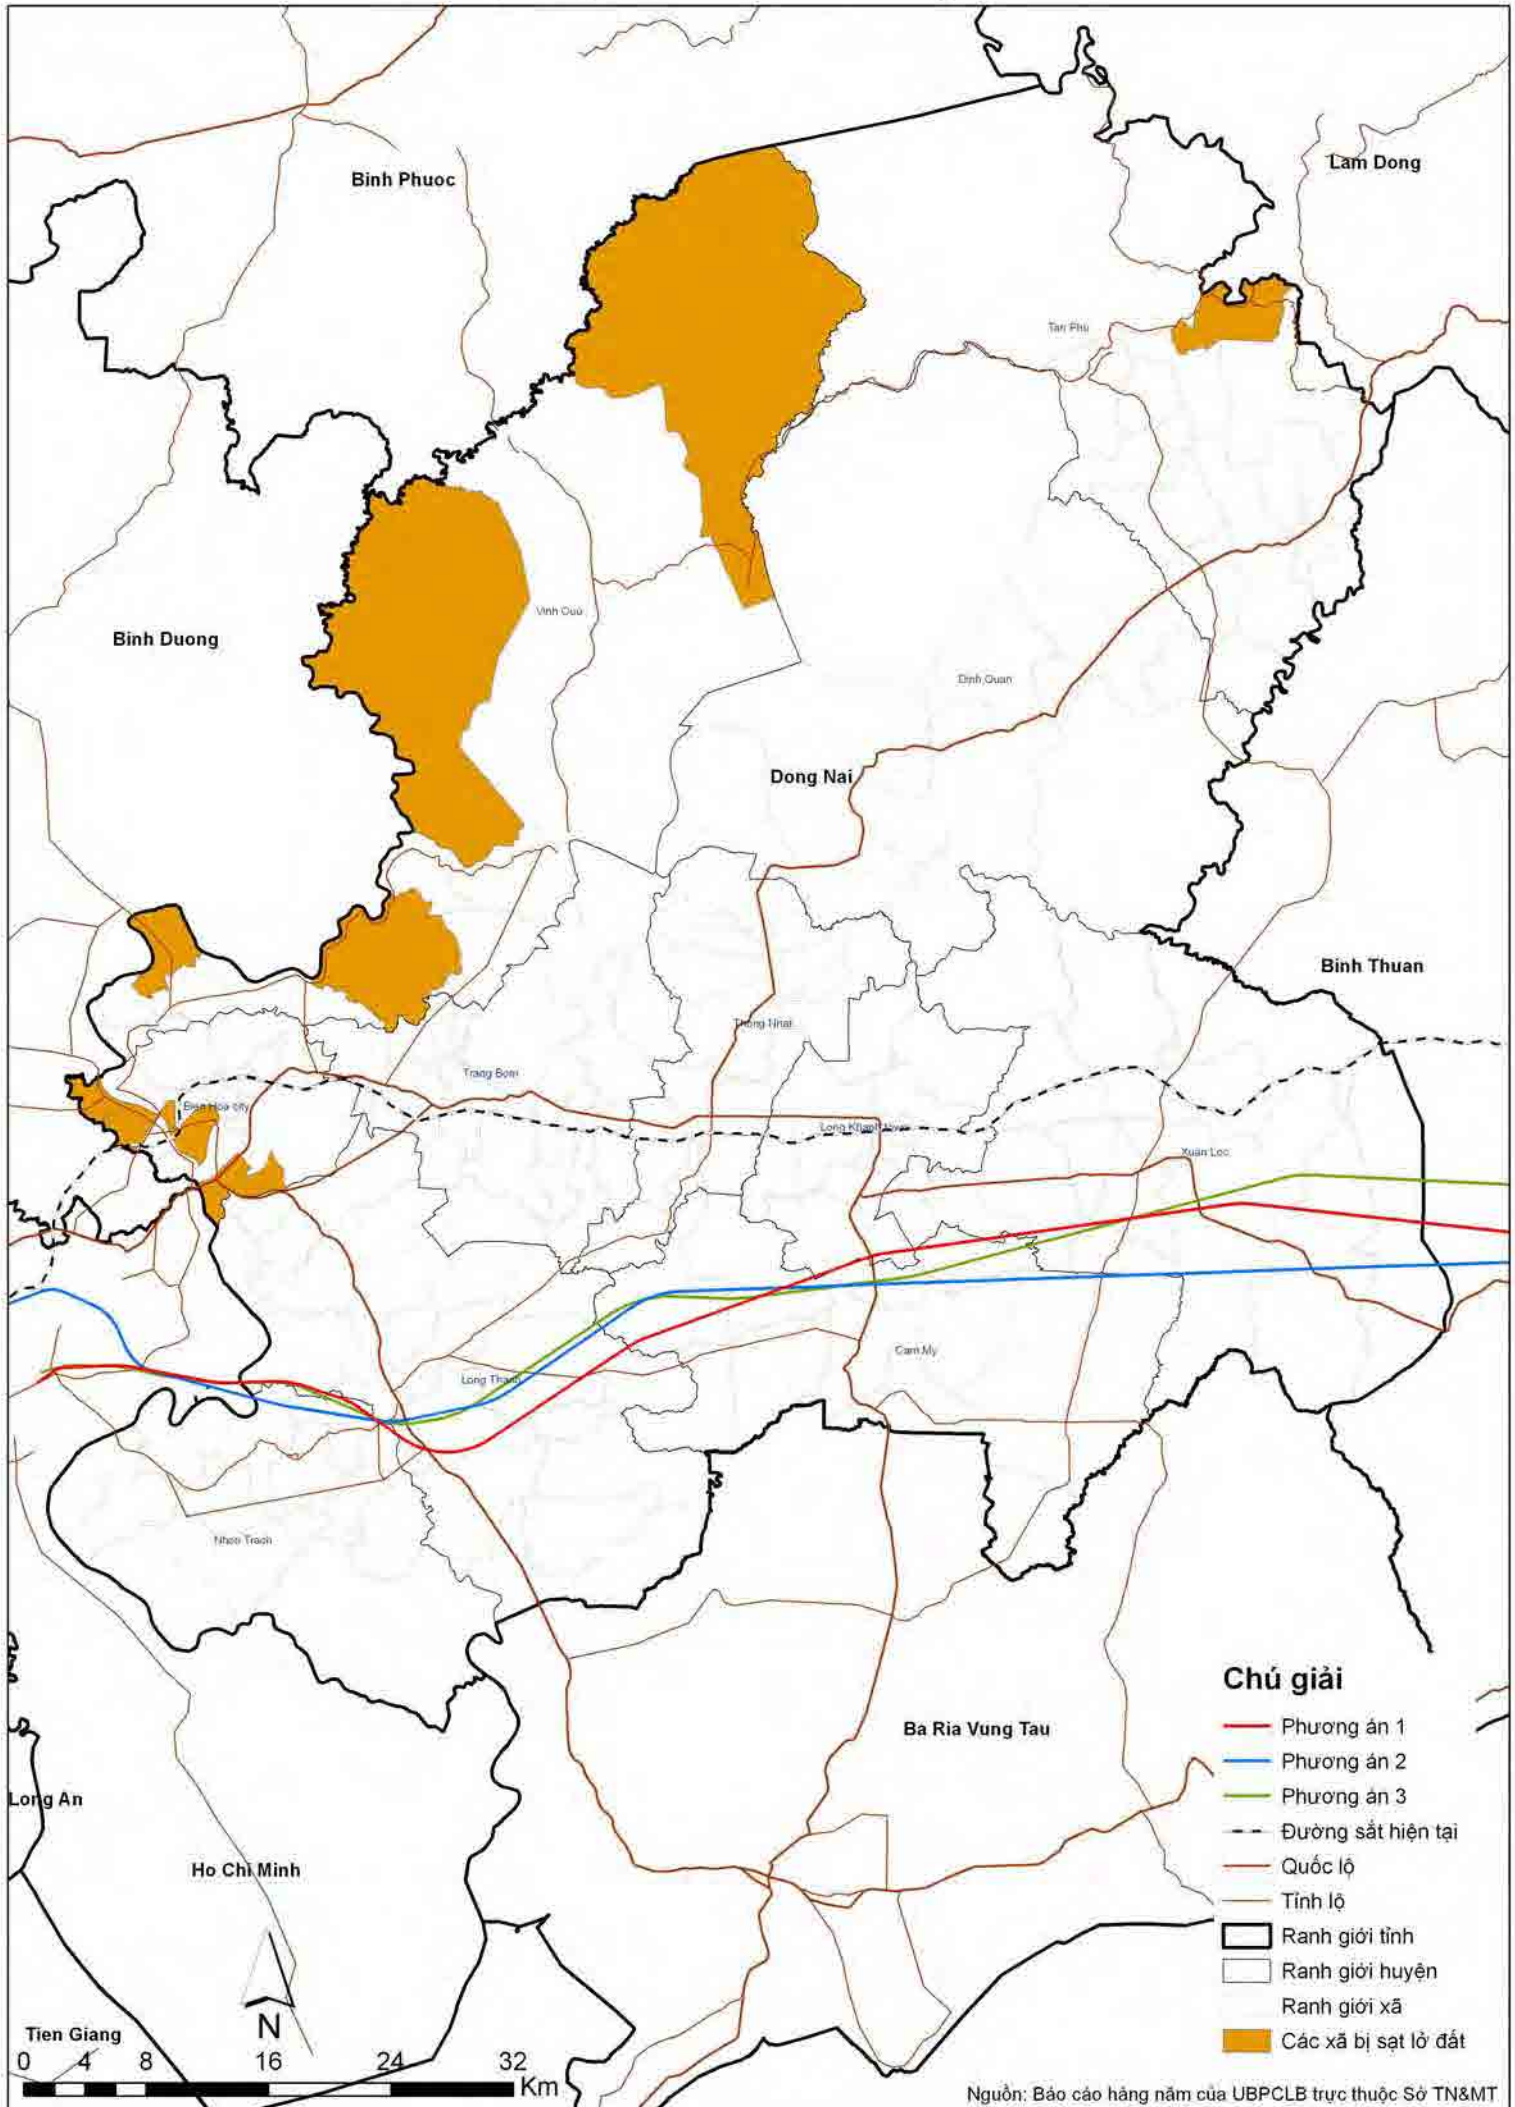 Binh Phuoc
Lam Dong
Tan Phu
Vinh Cuu
Binh Duong
Dinh Quan
Dong Nai
Binh Thuan
Thong Nhat
Trang Bom
Bien Hoa city
Long Khanh
Xuan Loc
Cam My
Long Thanh
Nhon Trach
Chú giải
Phương án 1
Ba Ria Vung Tau
Phương án 2
Phương án 3
Long An
Đường sắt hiện tại
Quốc lộ
Ho Chi Minh
Tỉnh lộ
Ranh giới tỉnh
Ranh giới huyện
Ranh giới xã
N
Tien Giang
Các xã bị sạt lở đất
0 4 8 16 24 32
Km
Nguồn: Báo cáo hàng năm của UBPCLB trực thuộc Sở TN&MT